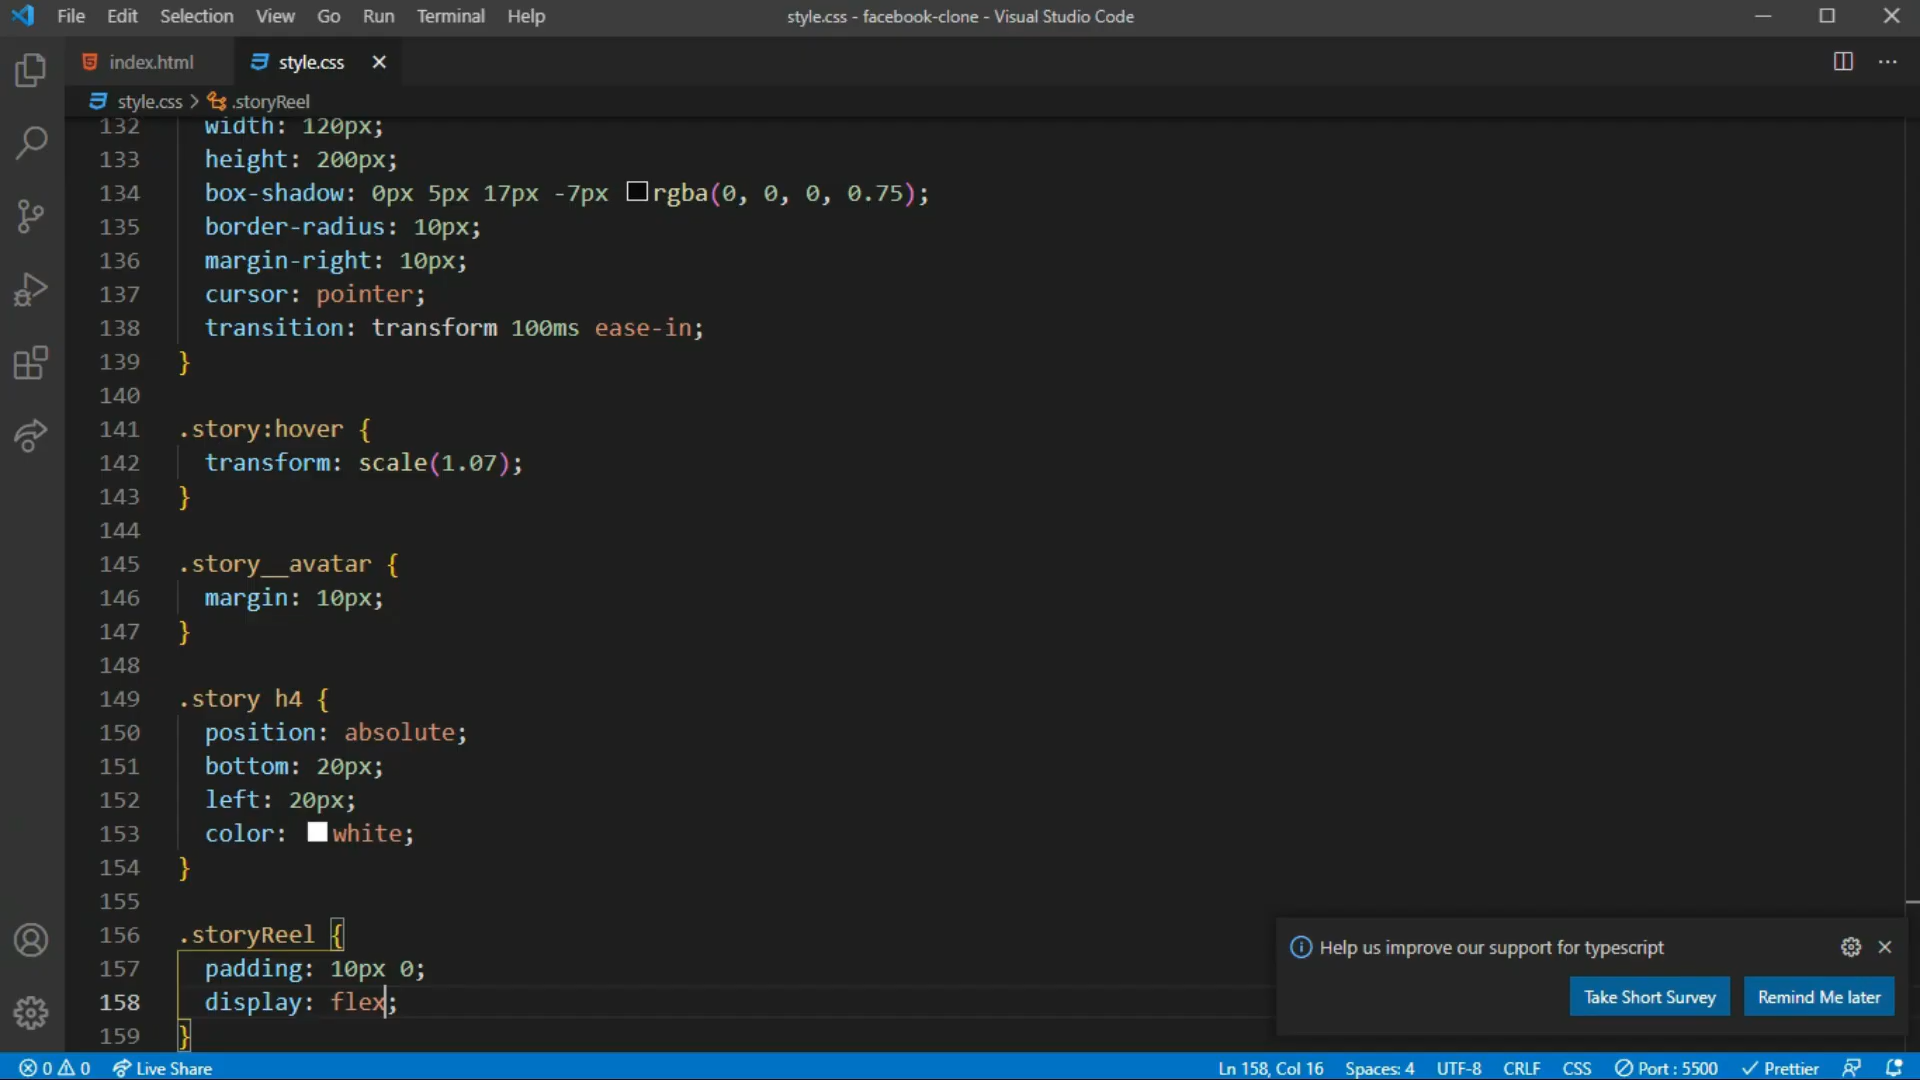 File Edit Selection View Go Run Terminal Help style.css - facebook-clone - Visual Studio Code
index.html style.css
style.css > .storyReel
132 width: 120px;
133 height: 200px;
134 box-shadow: 0px 5px 17px -7px rgba(0, 0, 0, 0.75);
135 border-radius: 10px;
136 margin-right: 10px;
137 cursor: pointer;
138 transition: transform 100ms ease-in;
139 }
140
141 .story:hover {
142 transform: scale(1.07);
143 }
144
145 .story__avatar {
146 margin: 10px;
147 }
148
149 .story h4 {
150 position: absolute;
151 bottom: 20px;
152 left: 20px;
153 color: white;
154 }
155
156 .storyReel {
157 padding: 10px 0;
158 display: flex;
159 }
Help us improve our support for typescript
Take Short Survey Remind Me later
0 0 Live Share Ln 158, Col 16 Spaces: 4 UTF-8 CRLF CSS Port : 5500 Prettier